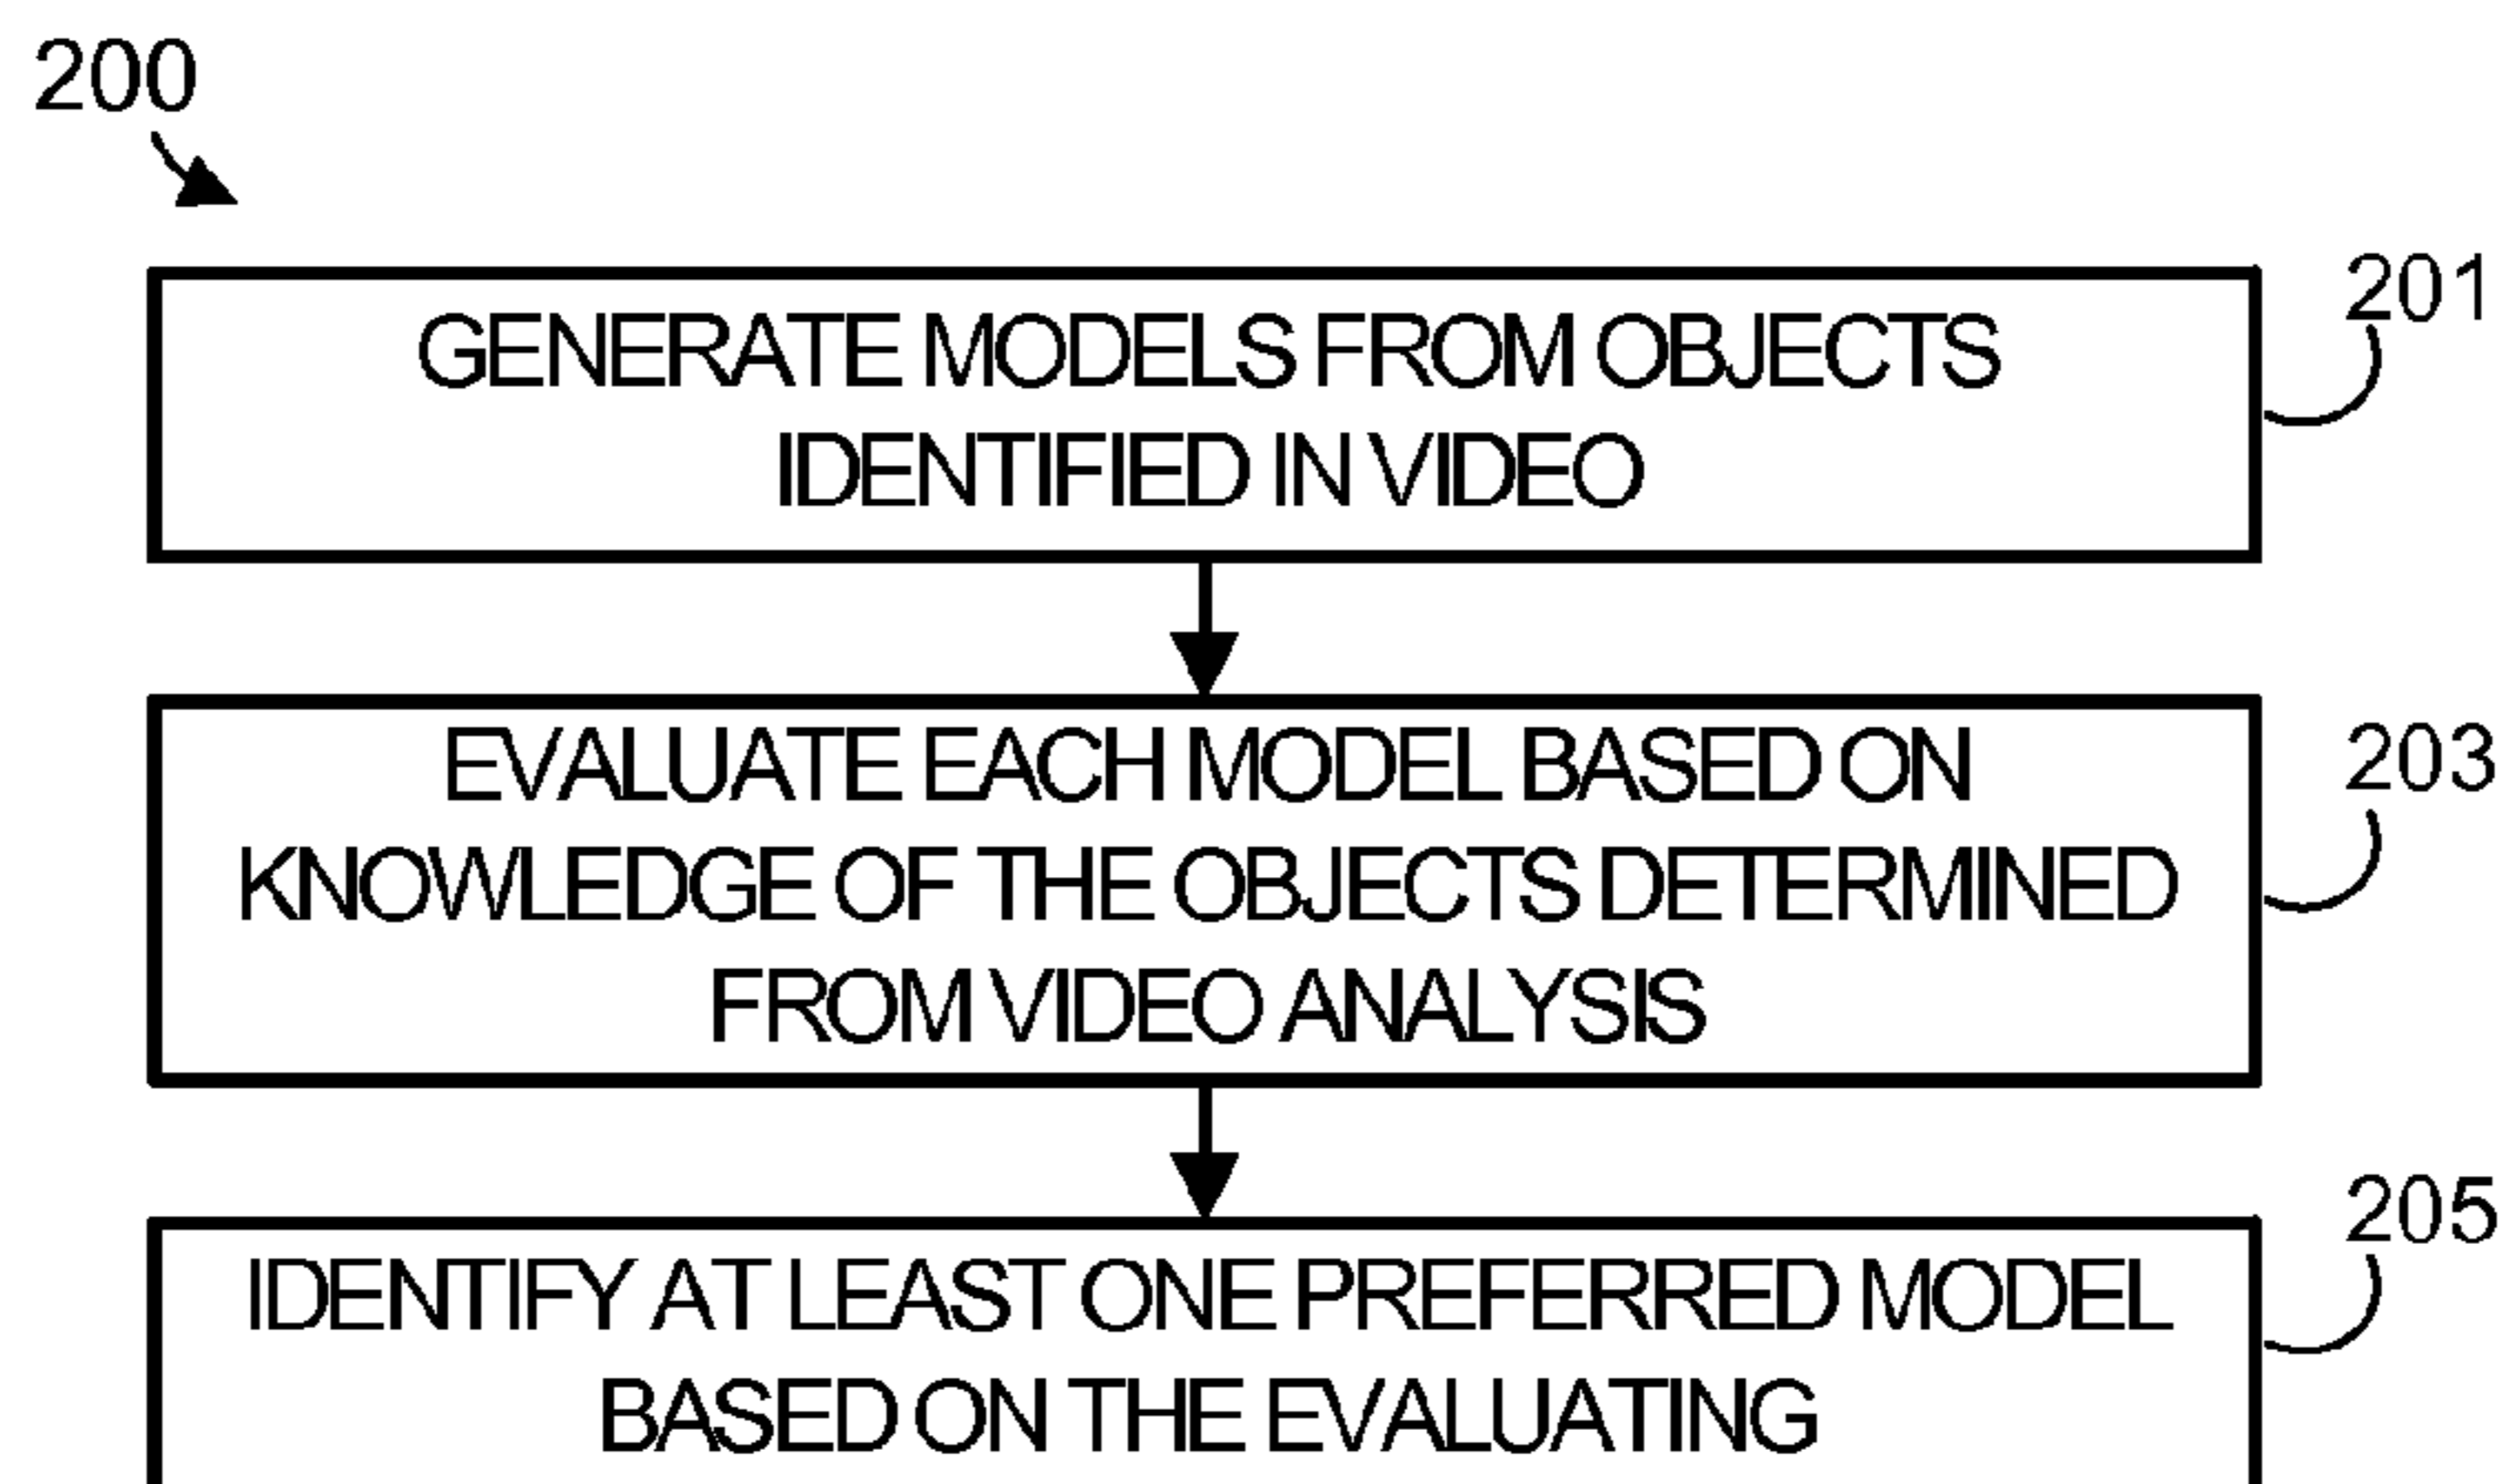 200
201
GENERATE MODELS FROM OBJECTS
IDENTIFIED IN VIDEO
203
EVALUATE EACH MODEL BASED ON
KNOWLEDGE OF THE OBJECTS DETERMINED
FROM VIDEO ANALYSIS
205
IDENTIFY AT LEAST ONE PREFERRED MODEL
BASED ON THE EVALUATING